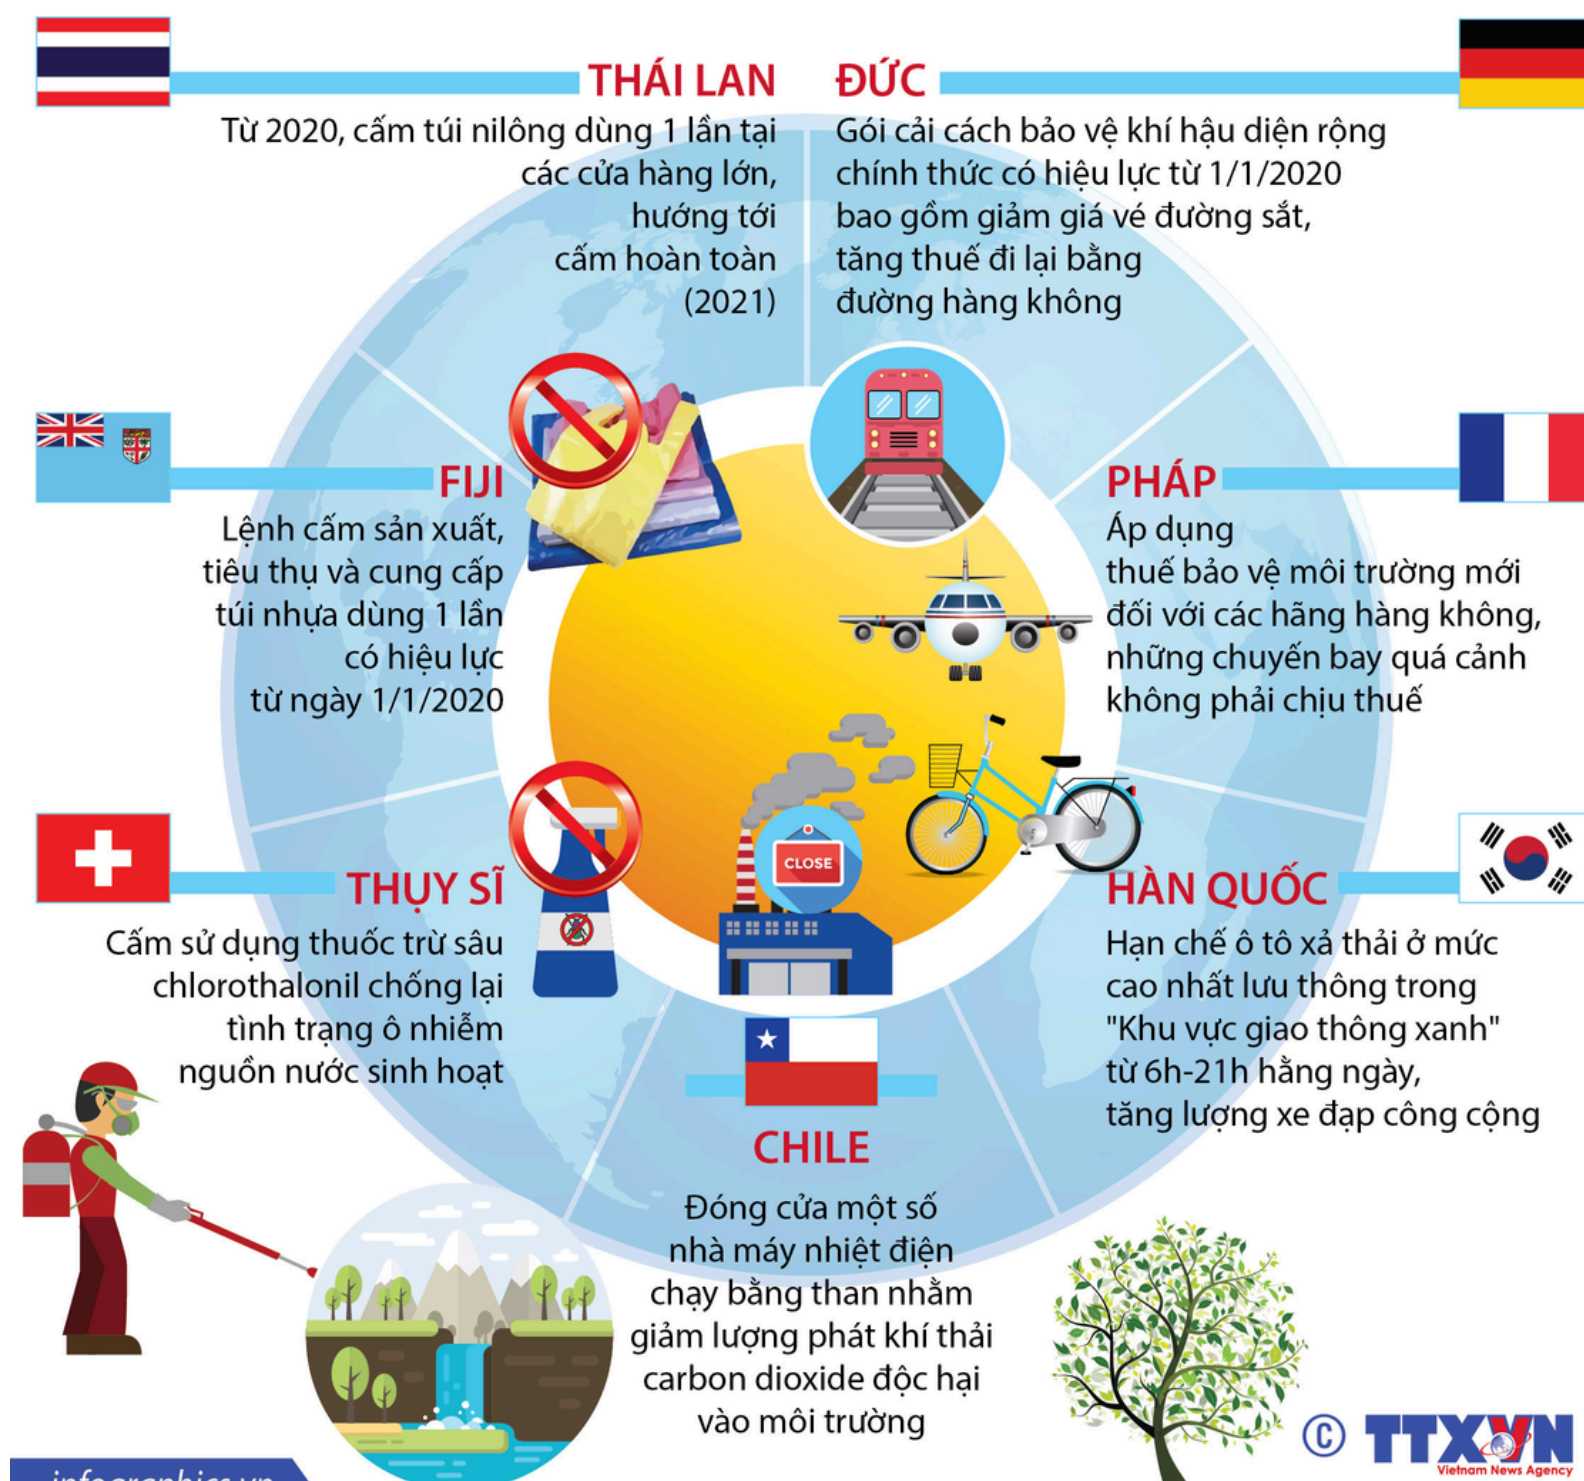 THÁI LAN
Từ 2020, cấm túi nilông dùng 1 lần tại
các cửa hàng lớn,
hướng tới
cấm hoàn toàn
(2021)
ĐỨC
Gói cải cách bảo vệ khí hậu diện rộng
chính thức có hiệu lực từ 1/1/2020
bao gồm giảm giá vé đường sắt,
tăng thuế đi lại bằng
đường hàng không
FIJI
Lệnh cấm sản xuất,
tiêu thụ và cung cấp
túi nhựa dùng 1 lần
có hiệu lực
từ ngày 1/1/2020
PHÁP
Áp dụng
thuế bảo vệ môi trường mới
đối với các hãng hàng không,
những chuyến bay quá cảnh
không phải chịu thuế
THỤY SĨ
Cấm sử dụng thuốc trừ sâu
chlorothalonil chống lại
tình trạng ô nhiễm
nguồn nước sinh hoạt
CLOSE
HÀN QUỐC
Hạn chế ô tô xả thải ở mức
cao nhất lưu thông trong
"Khu vực giao thông xanh"
từ 6h-21h hằng ngày,
tăng lượng xe đạp công cộng
CHILE
Đóng cửa một số
nhà máy nhiệt điện
chạy bằng than nhằm
giảm lượng phát khí thải
carbon dioxide độc hại
vào môi trường
© TTXVN
Vietnam News Agency
infographics.vn